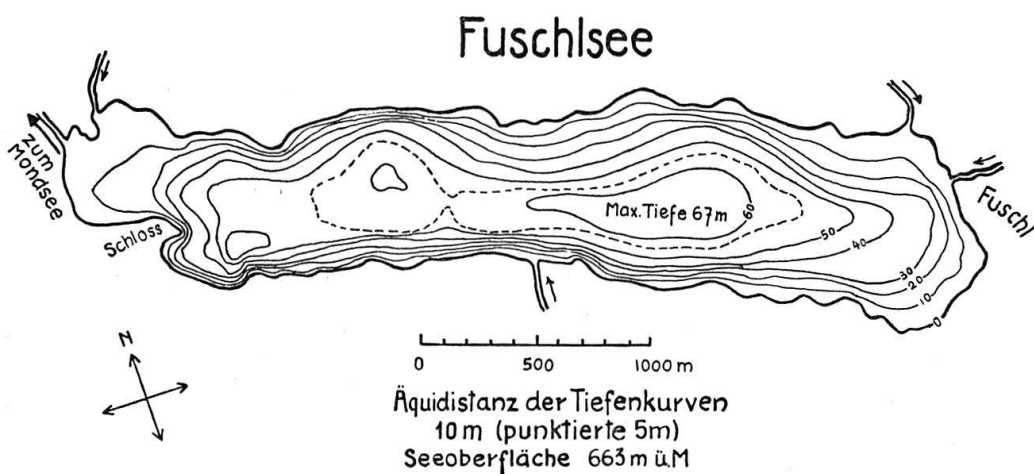 Fuschlsee
zum
Mondsee
Schloss
Max. Tiefe 67m
60
50
40
30
20
10
0
Fuschl
N
0 500 1000 m
Äquidistanz der Tiefenkurven
10 m (punktierte 5m)
Seeoberfläche 663 m ü.M